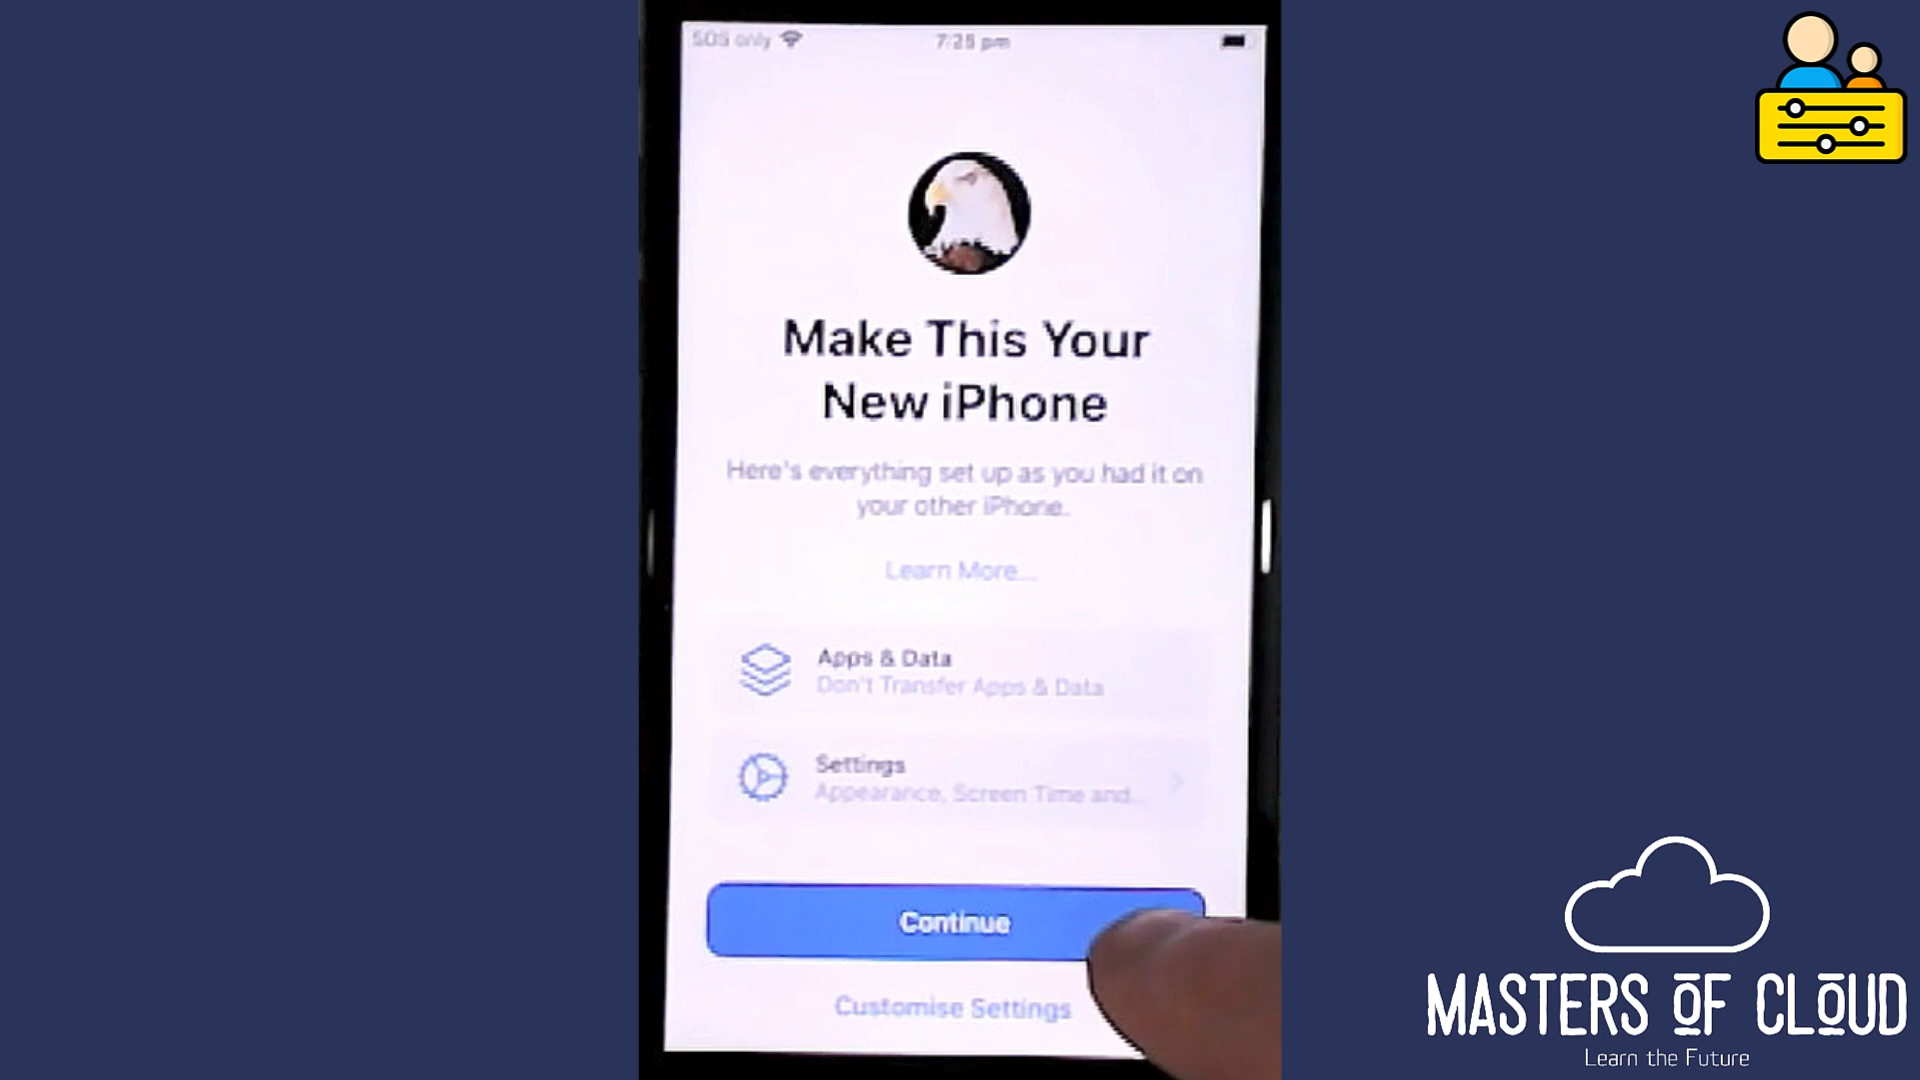 SOS only
7:25 pm
Make This Your
New iPhone
Here's everything set up as you had it on
your other iPhone.
Learn More...
Apps & Data
Don't Transfer Apps & Data
Settings
Appearance, Screen Time and...
Continue
Customise Settings
MASTERS OF CLOUD
Learn the Future